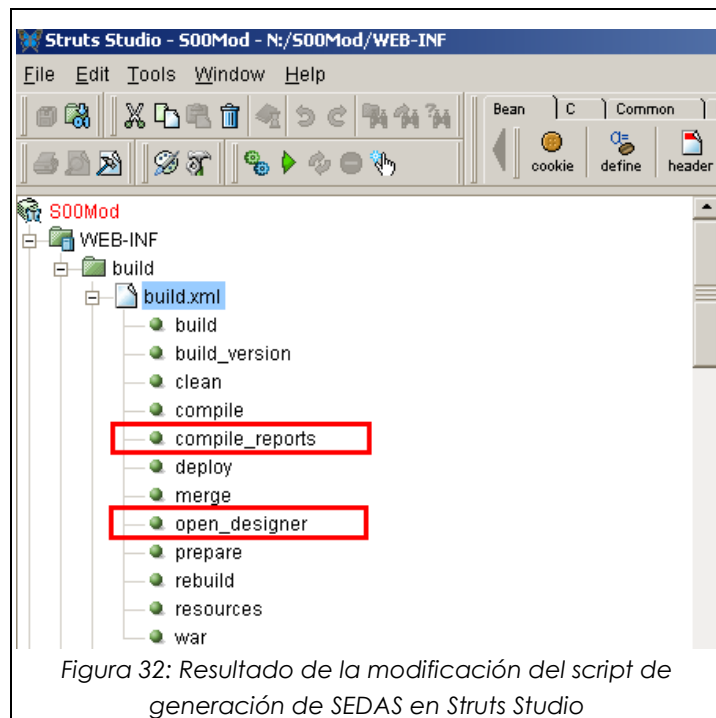 Struts Studio - S00Mod - N:/S00Mod/WEB-INF
File Edit Tools Window Help
Bean C Common
cookie define header
S00Mod
WEB-INF
build
build.xml
build
build_version
clean
compile
compile_reports
deploy
merge
open_designer
prepare
rebuild
resources
war
Figura 32: Resultado de la modificación del script de
generación de SEDAS en Struts Studio